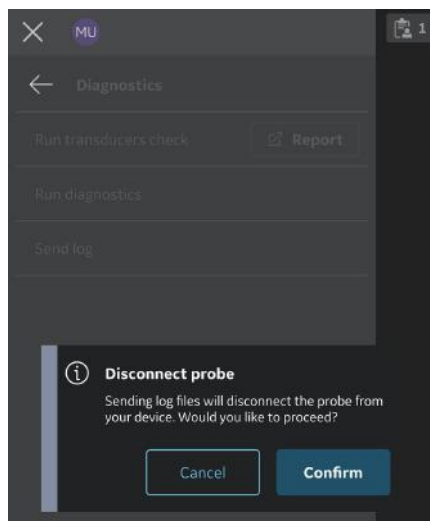 MU
1
Diagnostics
Run transducers check
Report
Run diagnostics
Send log
Disconnect probe
Sending log files will disconnect the probe from
your device. Would you like to proceed?
Cancel
Confirm